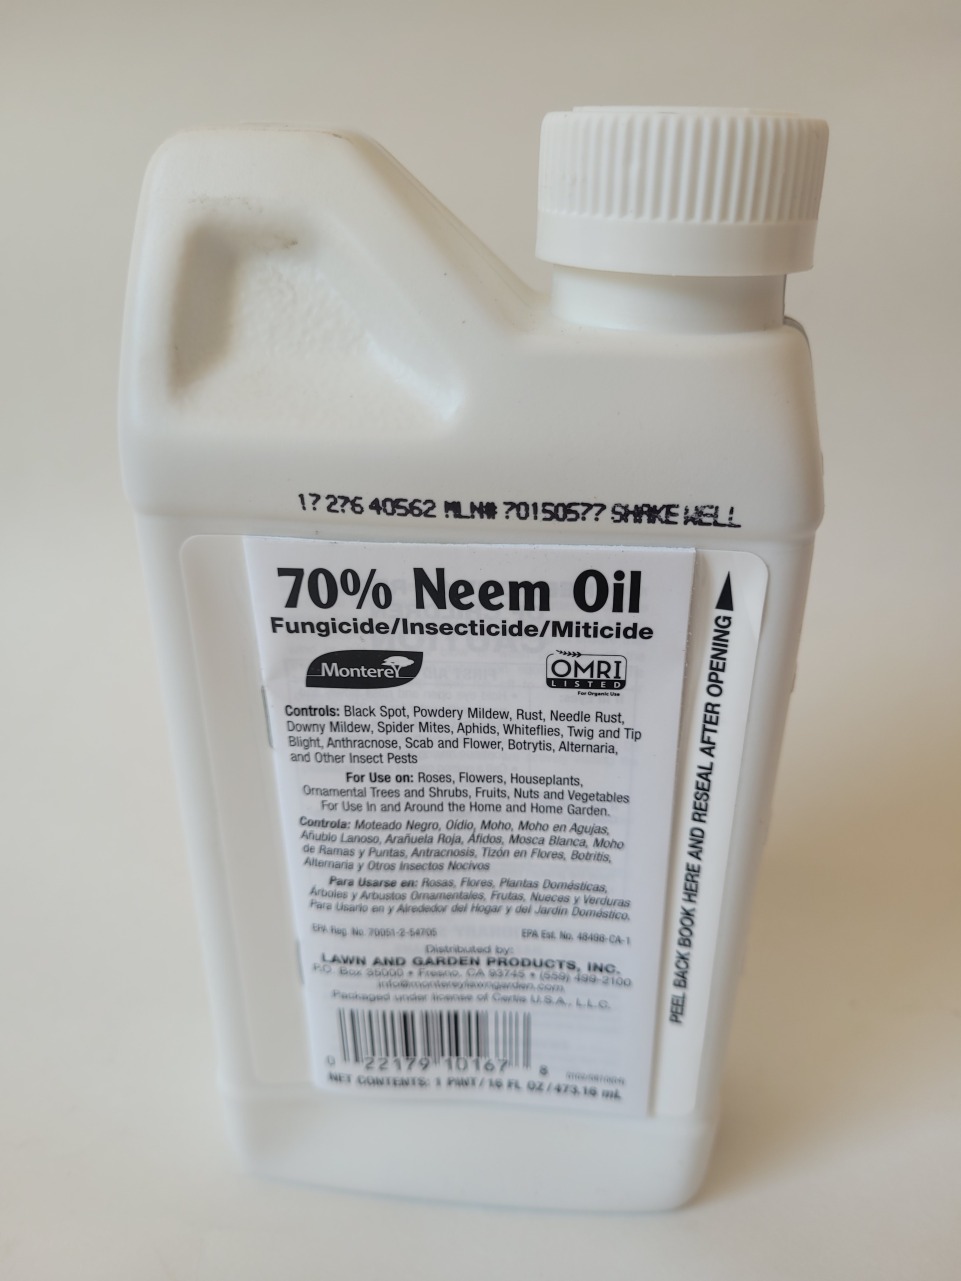 17 276 40562 MLN# 70150577 SHAKE WELL
70% Neem Oil
Fungicide/Insecticide/Miticide
Monterey
OMRI
LISTED
For Organic Use
Controls: Black Spot, Powdery Mildew, Rust, Needle Rust,
Downy Mildew, Spider Mites, Aphids, Whiteflies, Twig and Tip
Blight, Anthracnose, Scab and Flower, Botrytis, Alternaria,
and Other Insect Pests
For Use on: Roses, Flowers, Houseplants,
Ornamental Trees and Shrubs, Fruits, Nuts and Vegetables
For Use In and Around the Home and Home Garden.
Controla: Moteado Negro, Oídio, Moho, Moho en Agujas,
Añublo Lanoso, Arañuela Roja, Áfidos, Mosca Blanca, Moho
de Ramas y Puntas, Antracnosis, Tizón en Flores, Botritis,
Alternaria y Otros Insectos Nocivos
Para Usarse en: Rosas, Flores, Plantas Domésticas,
Árboles y Arbustos Ornamentales, Frutas, Nueces y Verduras
Para Usarlo en y Alrededor del Hogar y del Jardín Doméstico.
EPA Reg. No. 70051-2-54705
EPA Est. No. 48498-CA-1
Distributed by:
LAWN AND GARDEN PRODUCTS, INC.
P.O. Box 35000 • Fresno, CA 93745 • (559) 499-2100
info@montereylawngarden.com
Packaged under license of Certis U.S.A., L.L.C.
0 22179 10167 8
NET CONTENTS: 1 PINT / 16 FL OZ / 473.16 mL
PEEL BACK BOOK HERE AND RESEAL AFTER OPENING